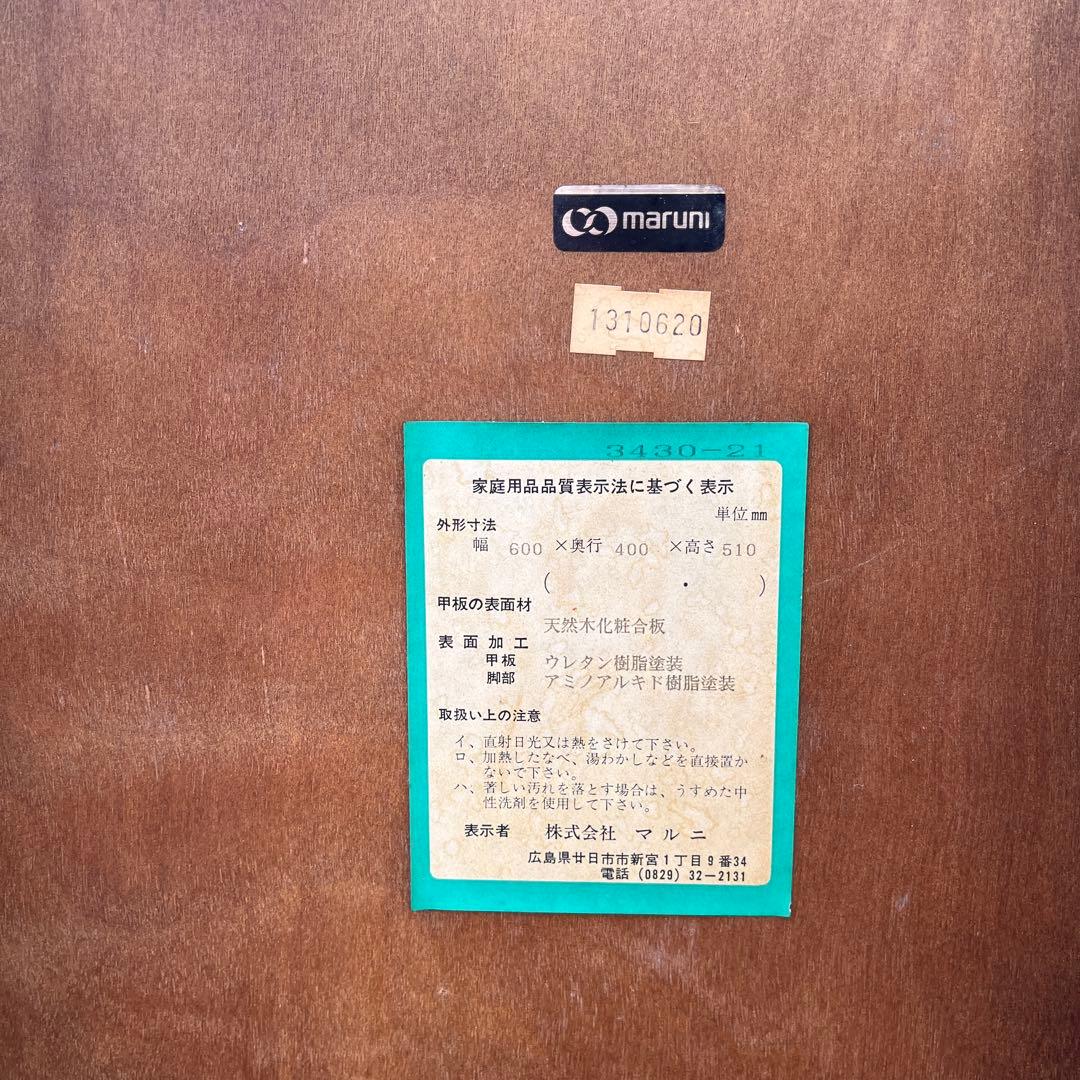 maruni
1310620
3430-21
家庭用品品質表示法に基づく表示
単位mm
外形寸法
幅 600 ×奥行 400 ×高さ 510
( ・ )
甲板の表面材
天然木化粧合板
表面加工
甲板 ウレタン樹脂塗装
脚部 アミノアルキド樹脂塗装
取扱い上の注意
イ、直射日光又は熱をさけて下さい。
ロ、加熱したなべ、湯わかしなどを直接置か
ないで下さい。
ハ、著しい汚れを落とす場合は、うすめた中
性洗剤を使用して下さい。
表示者 株式会社 マルニ
広島県廿日市市新宮1丁目9番34
電話 (0829) 32-2131